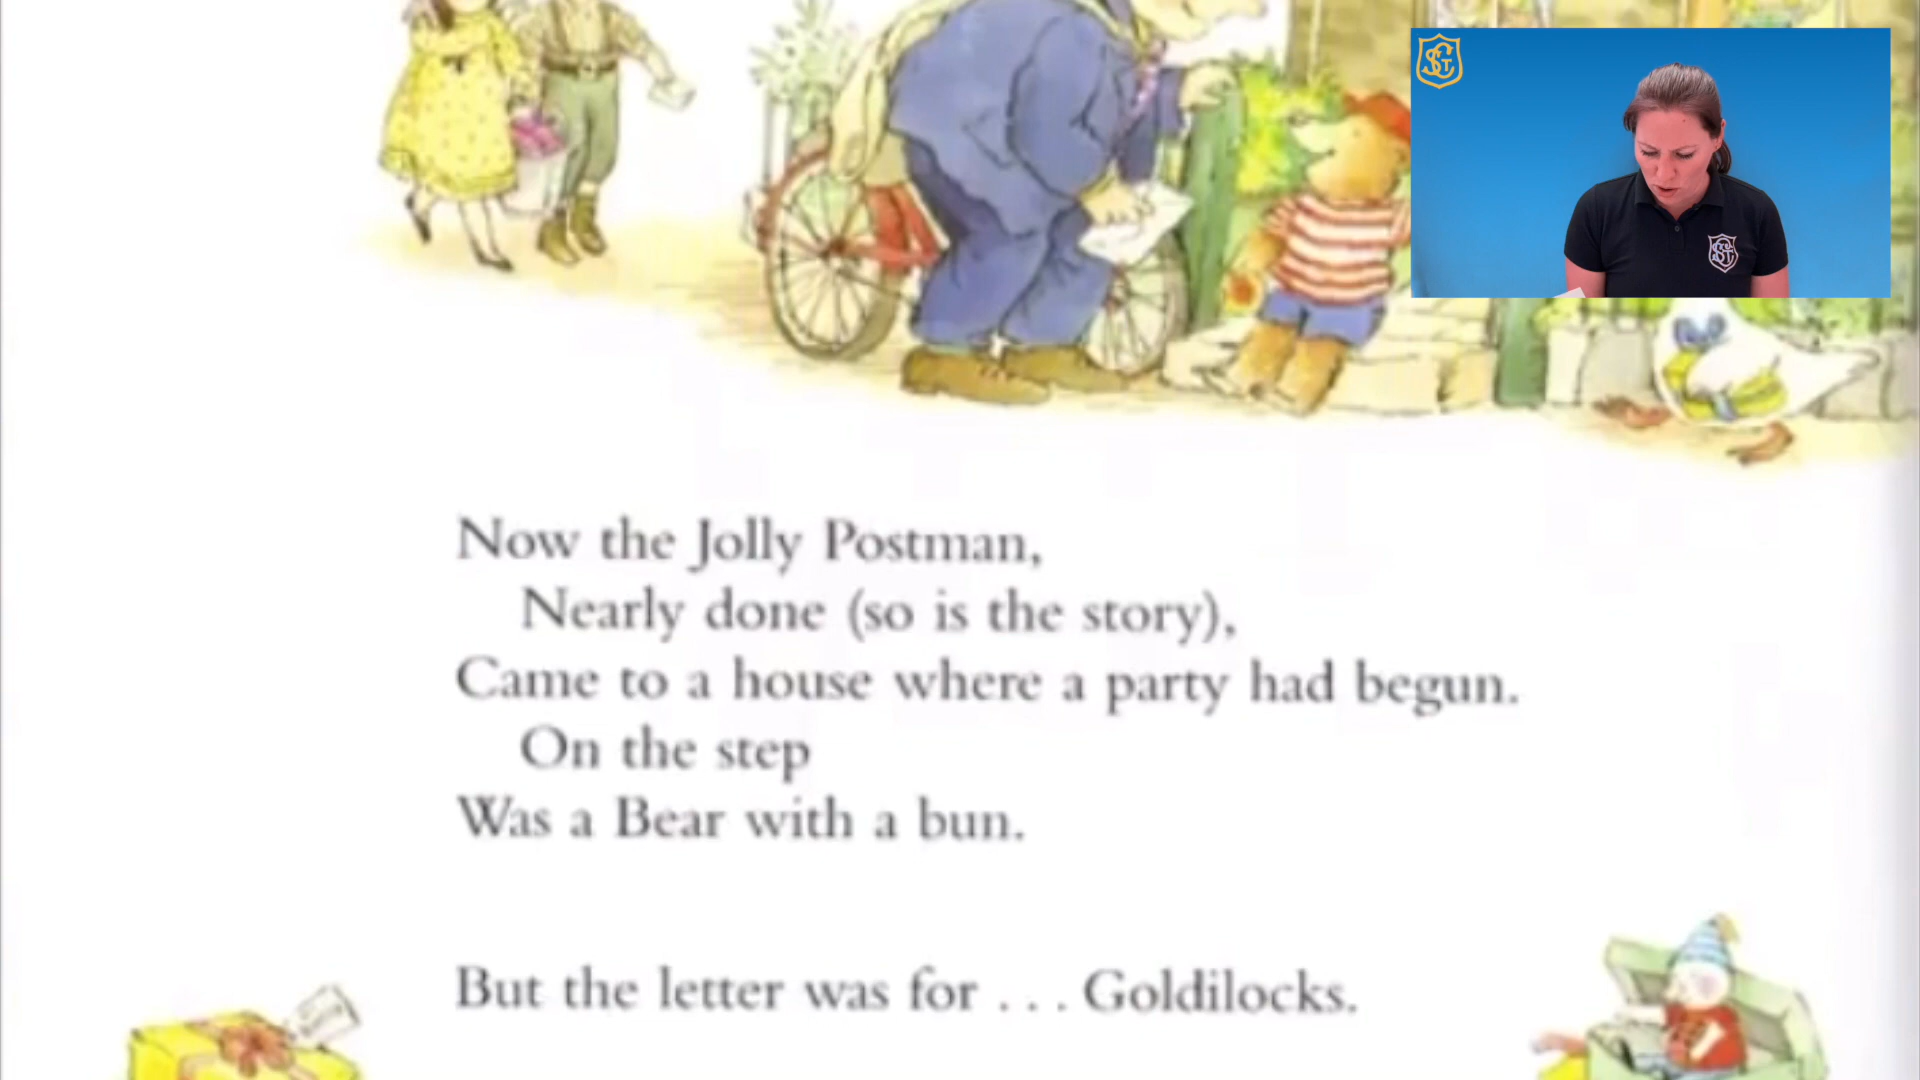 Now the Jolly Postman,
Nearly done (so is the story),
Came to a house where a party had begun.
On the step
Was a Bear with a bun.
But the letter was for . . . Goldilocks.